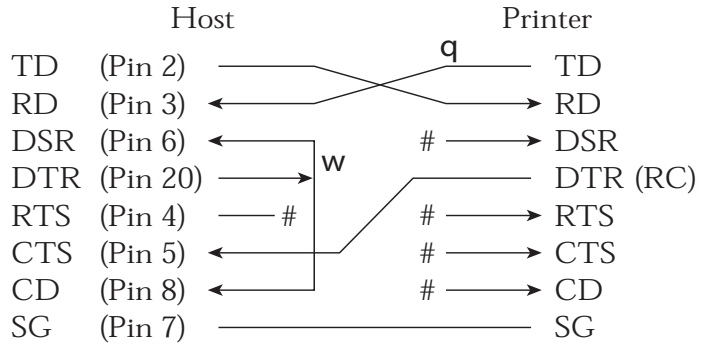 Host Printer
q
TD (Pin 2) TD
RD (Pin 3) RD
DSR (Pin 6) # DSR
w
DTR (Pin 20) DTR (RC)
RTS (Pin 4) # # RTS
CTS (Pin 5) # CTS
CD (Pin 8) # CD
SG (Pin 7) SG